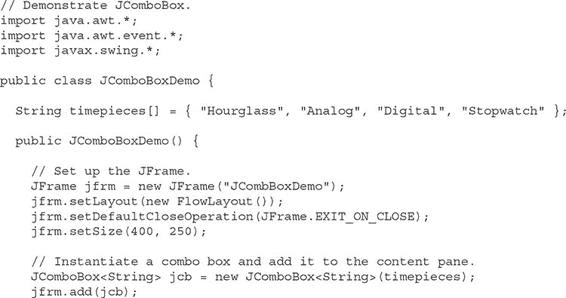 // Demonstrate JComboBox.
import java.awt.*;
import java.awt.event.*;
import javax.swing.*;

public class JComboBoxDemo {

  String timepieces[] = { "Hourglass", "Analog", "Digital", "Stopwatch" };

  public JComboBoxDemo() {

    // Set up the JFrame.
    JFrame jfrm = new JFrame("JCombBoxDemo");
    jfrm.setLayout(new FlowLayout());
    jfrm.setDefaultCloseOperation(JFrame.EXIT_ON_CLOSE);
    jfrm.setSize(400, 250);

    // Instantiate a combo box and add it to the content pane.
    JComboBox<String> jcb = new JComboBox<String>(timepieces);
    jfrm.add(jcb);